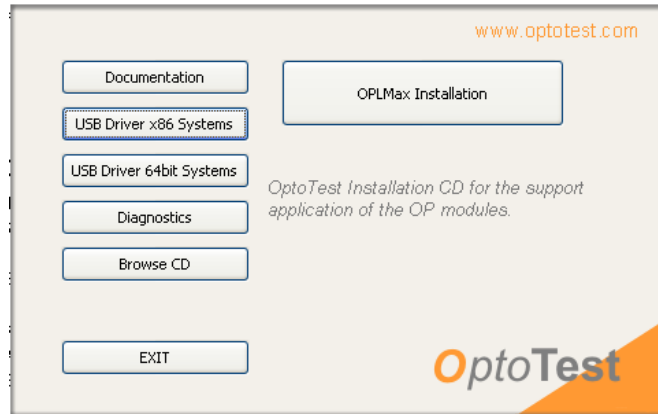 www.optotest.com
Documentation
OPLMax Installation
USB Driver x86 Systems
USB Driver 64bit Systems
OptoTest Installation CD for the support
application of the OP modules.
Diagnostics
Browse CD
EXIT
OptoTest